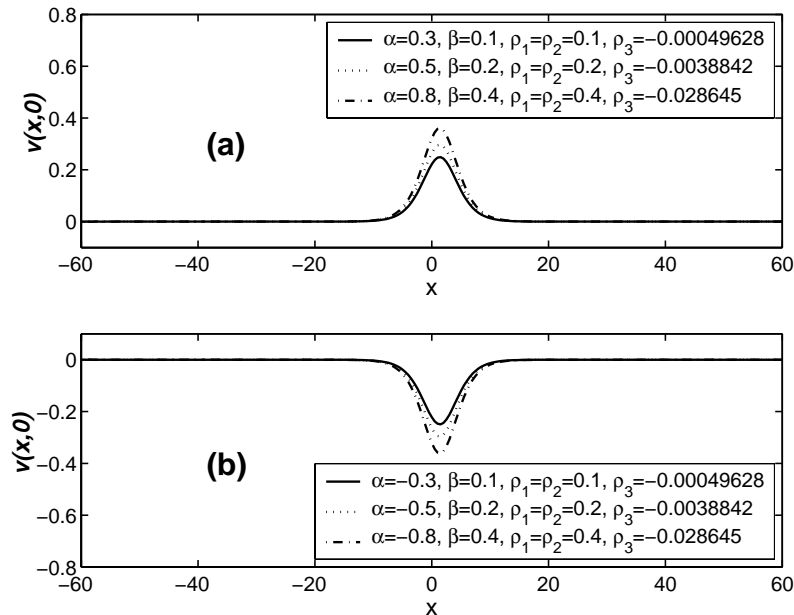 0.8
0.6
0.4
0.2
0
v(x,0)
(a)
α=0.3, β=0.1, ρ1=ρ2=0.1, ρ3=−0.00049628
α=0.5, β=0.2, ρ1=ρ2=0.2, ρ3=−0.0038842
α=0.8, β=0.4, ρ1=ρ2=0.4, ρ3=−0.028645
−60 −40 −20 0 20 40 60
x
0
−0.2
−0.4
−0.6
−0.8
v(x,0)
(b)
α=−0.3, β=0.1, ρ1=ρ2=0.1, ρ3=−0.00049628
α=−0.5, β=0.2, ρ1=ρ2=0.2, ρ3=−0.0038842
α=−0.8, β=0.4, ρ1=ρ2=0.4, ρ3=−0.028645
−60 −40 −20 0 20 40 60
x